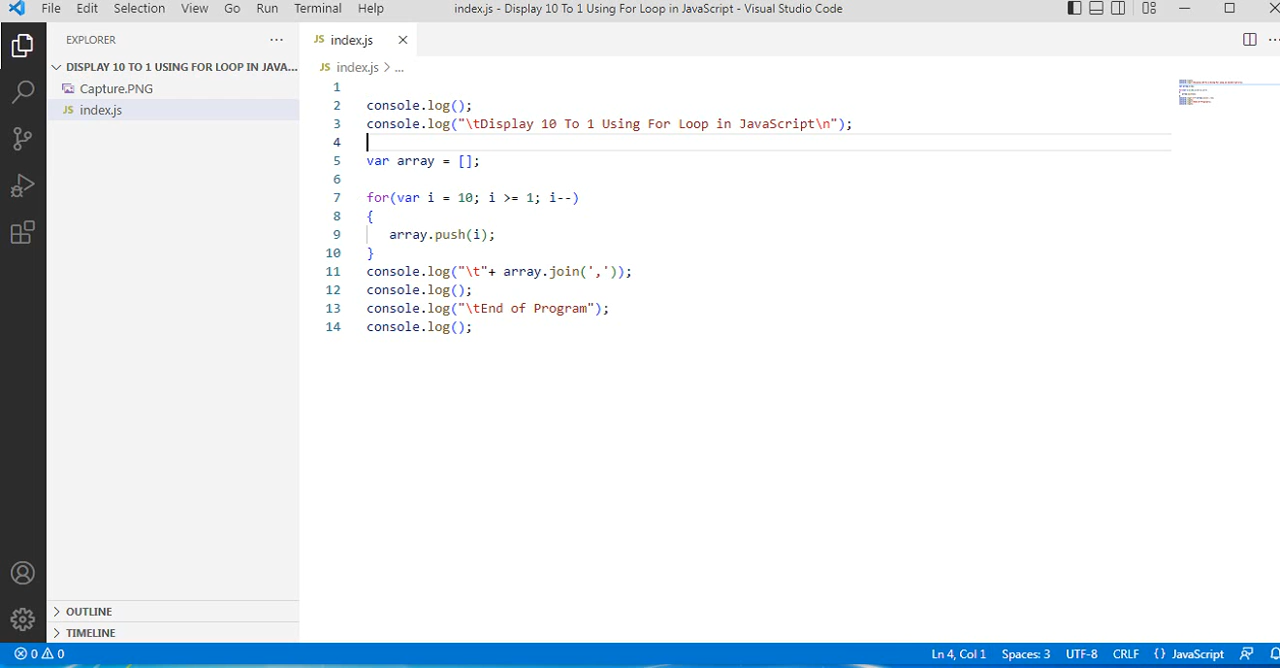 File Edit Selection View Go Run Terminal Help index.js - Display 10 To 1 Using For Loop in JavaScript - Visual Studio Code
EXPLORER
DISPLAY 10 TO 1 USING FOR LOOP IN JAVA...
Capture.PNG
JS index.js
OUTLINE
TIMELINE
JS index.js
JS index.js > ...
1
2 console.log();
3 console.log("\tDisplay 10 To 1 Using For Loop in JavaScript\n");
4
5 var array = [];
6
7 for(var i = 10; i >= 1; i--)
8 {
9 array.push(i);
10 }
11 console.log("\t"+ array.join(','));
12 console.log();
13 console.log("\tEnd of Program");
14 console.log();
0 0 Ln 4, Col 1 Spaces: 3 UTF-8 CRLF {} JavaScript